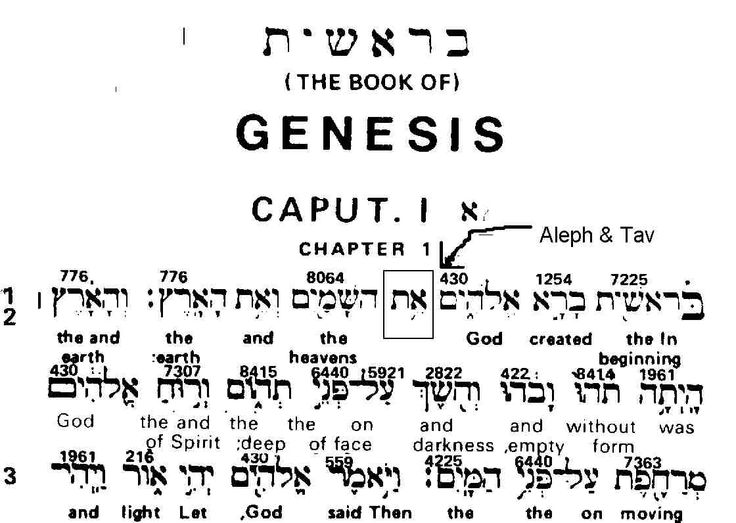 בראשית
(THE BOOK OF)
GENESIS
CAPUT. I א
CHAPTER 1
Aleph & Tav
776 776 8064 430 1254 7225
1 בְּרֵאשִׁית בָּרָא אֱלֹהִים אֵת הַשָּׁמַיִם וְאֵת הָאָרֶץ: וְהָאָרֶץ
2
the and the and the God created the In
earth :earth heavens beginning
430 7307 8415 6440 5921 2822 922 8414 1961
הָיְתָה תֹהוּ וָבֹהוּ וְחֹשֶׁךְ עַל־פְּנֵי תְהוֹם וְרוּחַ אֱלֹהִים
God the and the the on and and without was
of Spirit ;deep of face darkness ,empty form
1961 216 430 559 4225 6440 7363
3 מְרַחֶפֶת עַל־פְּנֵי הַמָּיִם: וַיֹּאמֶר אֱלֹהִים יְהִי אוֹר וַיְהִי
and light Let ,God said Then the the on moving